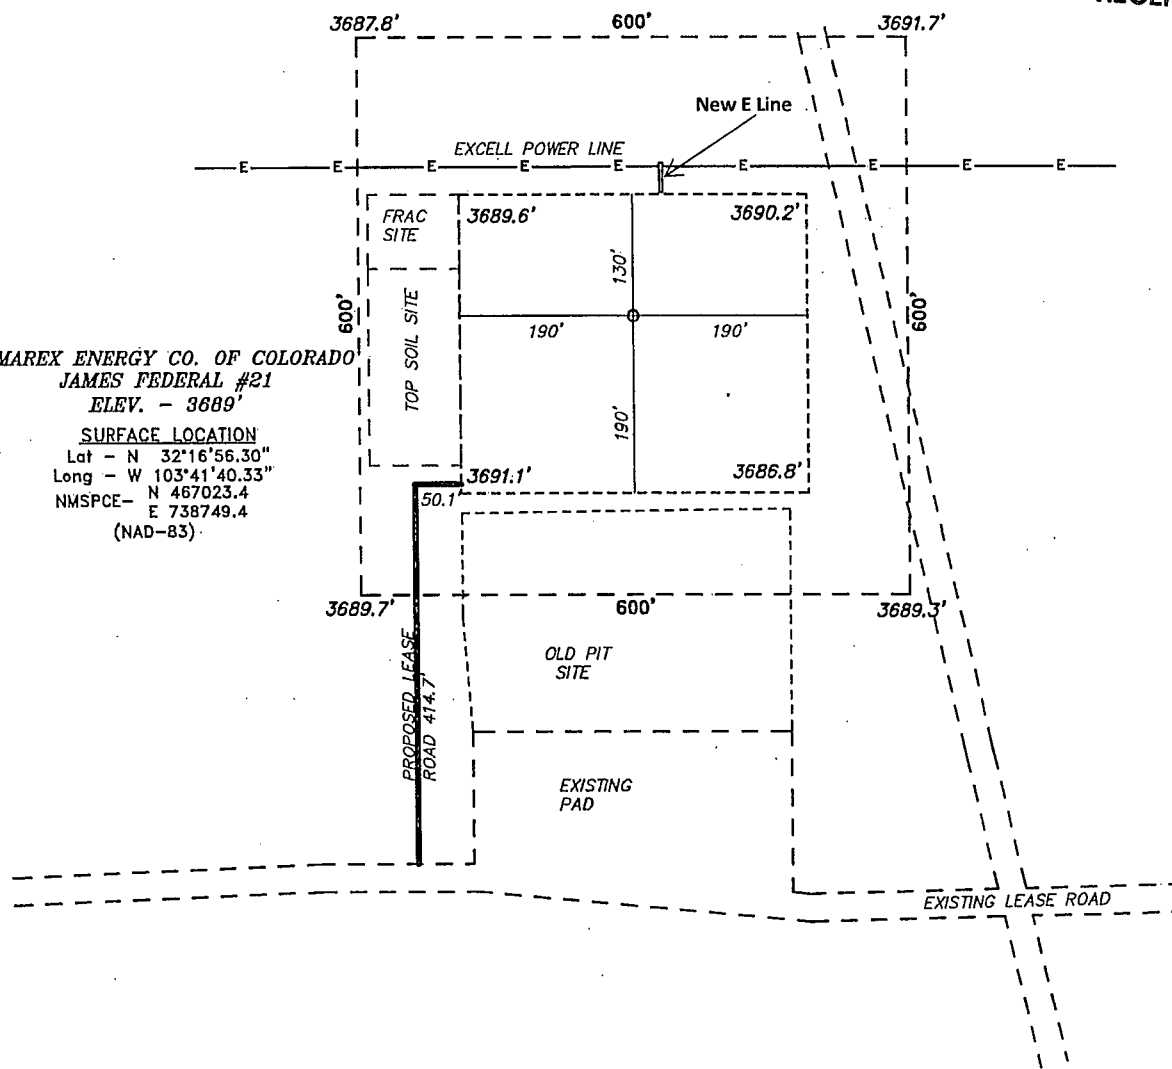 3687.8' 600' 3691.7'
New E Line
EXCELL POWER LINE
E E E E E E E E E
FRAC
SITE
3689.6' 3690.2'
130'
600' 190' 190' 600'
TOP SOIL SITE
MAREX ENERGY CO. OF COLORADO
JAMES FEDERAL #21
ELEV. - 3689'
SURFACE LOCATION
Lat - N 32°16'56.30"
Long - W 103°41'40.33"
NMSPCE- N 467023.4
E 738749.4
(NAD-83)
190'
3691.1' 3686.8'
50.1
3689.7' 600' 3689.3'
PROPOSED LEASE
ROAD 414.7'
OLD PIT
SITE
EXISTING
PAD
EXISTING LEASE ROAD